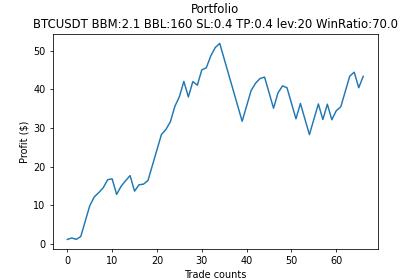 Portfolio
BTCUSDT BBM:2.1 BBL:160 SL:0.4 TP:0.4 lev:20 WinRatio:70.0
Profit ($)
50
40
30
20
10
0
0 10 20 30 40 50 60
Trade counts